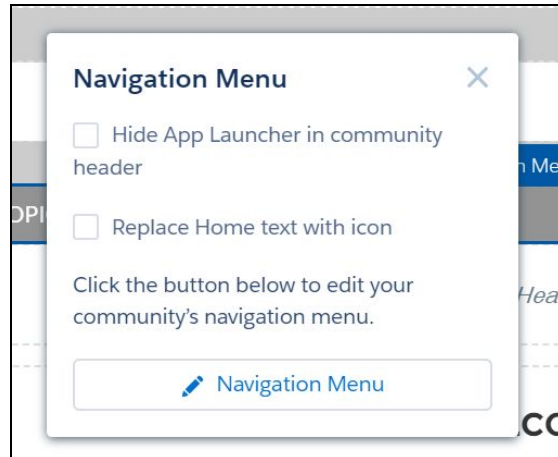 Navigation Menu
Hide App Launcher in community
header
Replace Home text with icon
Click the button below to edit your
community's navigation menu.
Navigation Menu